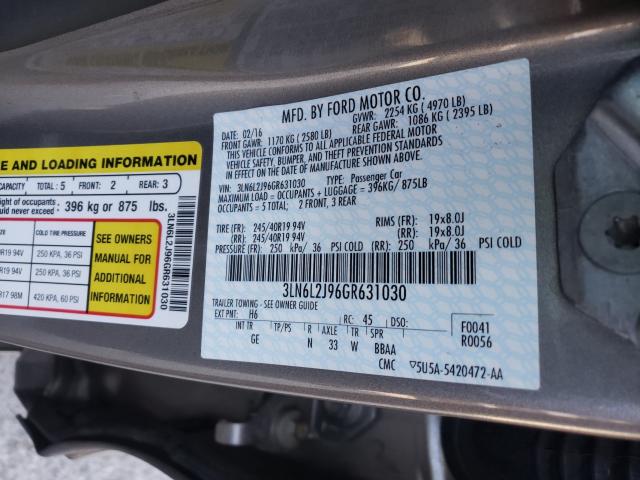 E AND LOADING INFORMATION
CAPACITY TOTAL: 5 FRONT: 2 REAR: 3
ight of occupants
uld never exceed: 396 kg or 875 lbs.
COLD TIRE PRESSURE
0R19 94V 250 KPA, 36 PSI
0R19 94V 250 KPA, 36 PSI
R17 98M 420 KPA, 60 PSI
SEE OWNERS
MANUAL FOR
ADDITIONAL
INFORMATION
3LN6L2J96GR631030
MFD. BY FORD MOTOR CO.
02/16 GVWR: 2254 KG ( 4970 LB)
FRONT GAWR: 1170 KG ( 2580 LB) REAR GAWR: 1086 KG ( 2395 LB)
THIS VEHICLE CONFORMS TO ALL APPLICABLE FEDERAL MOTOR
VEHICLE SAFETY, BUMPER, AND THEFT PREVENTION STANDARDS
IN EFFECT ON THE DATE OF MANUFACTURE SHOWN ABOVE.
VIN: 3LN6L2J96GR631030 TYPE: Passenger Car
MAXIMUM LOAD = OCCUPANTS + LUGGAGE = 396KG/ 875LB
OCCUPANTS = 5 TOTAL; 2 FRONT, 3 REAR
TIRE (FR): 245/40R19 94V RIMS (FR): 19x8.0J
(RR): 245/40R19 94V (RR): 19x8.0J
PRESSURE (FR): 250 kPa/ 36 PSI COLD (RR): 250 kPa/ 36 PSI COLD
3LN6L2J96GR631030
TRAILER TOWING - SEE OWNER GUIDE
EXT PNT: H6 RC: 45 DSO: F0041
R0056
INT TR TP/PS R AXLE TR SPR
GE N 33 W BBAA
CMC ▽5U5A-5420472-AA